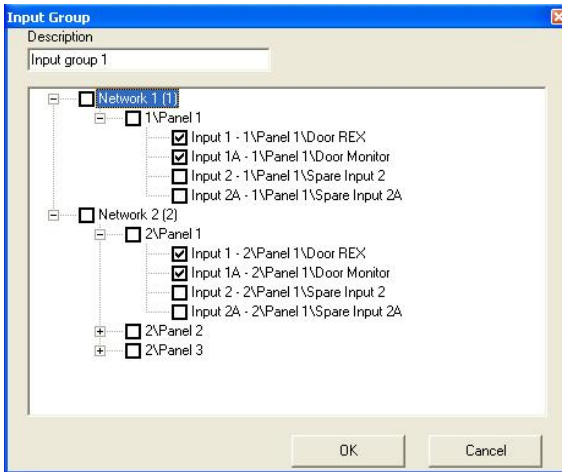 Input Group
Description
Input group 1
Network 1 (1)
1\Panel 1
Input 1 - 1\Panel 1\Door REX
Input 1A - 1\Panel 1\Door Monitor
Input 2 - 1\Panel 1\Spare Input 2
Input 2A - 1\Panel 1\Spare Input 2A
Network 2 (2)
2\Panel 1
Input 1 - 2\Panel 1\Door REX
Input 1A - 2\Panel 1\Door Monitor
Input 2 - 2\Panel 1\Spare Input 2
Input 2A - 2\Panel 1\Spare Input 2A
2\Panel 2
2\Panel 3
OK Cancel